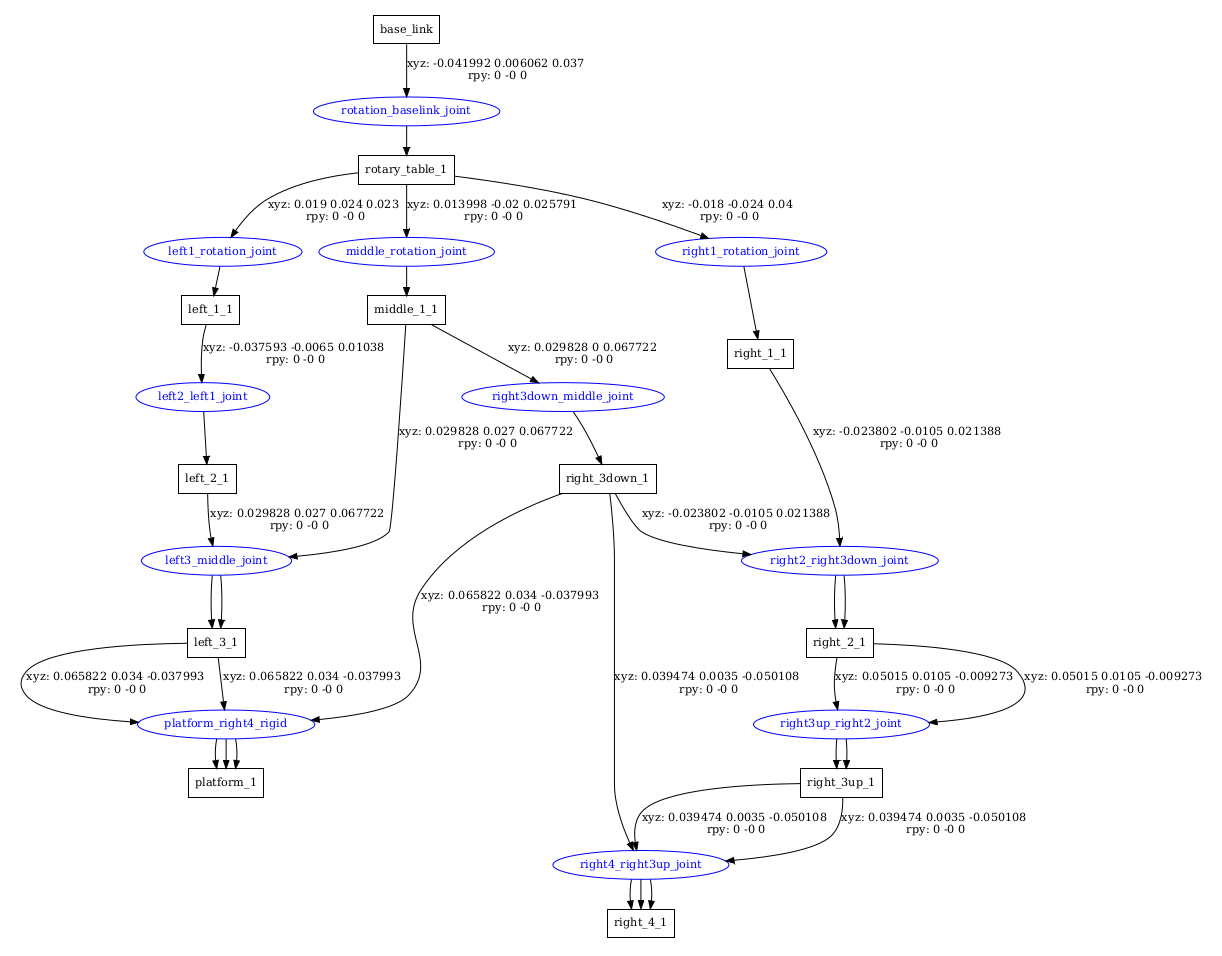 base_link
xyz: -0.041992 0.006062 0.037
rpy: 0 -0 0
rotation_baselink_joint
rotary_table_1
xyz: 0.019 0.024 0.023
rpy: 0 -0 0
xyz: 0.013998 -0.02 0.025791
rpy: 0 -0 0
xyz: -0.018 -0.024 0.04
rpy: 0 -0 0
left1_rotation_joint
middle_rotation_joint
right1_rotation_joint
left_1_1
middle_1_1
right_1_1
xyz: -0.037593 -0.0065 0.01038
rpy: 0 -0 0
xyz: 0.029828 0 0.067722
rpy: 0 -0 0
left2_left1_joint
right3down_middle_joint
xyz: 0.029828 0.027 0.067722
rpy: 0 -0 0
xyz: -0.023802 -0.0105 0.021388
rpy: 0 -0 0
left_2_1
right_3down_1
xyz: 0.029828 0.027 0.067722
rpy: 0 -0 0
xyz: -0.023802 -0.0105 0.021388
rpy: 0 -0 0
left3_middle_joint
right2_right3down_joint
xyz: 0.065822 0.034 -0.037993
rpy: 0 -0 0
left_3_1
right_2_1
xyz: 0.065822 0.034 -0.037993
rpy: 0 -0 0
xyz: 0.065822 0.034 -0.037993
rpy: 0 -0 0
xyz: 0.039474 0.0035 -0.050108
rpy: 0 -0 0
xyz: 0.05015 0.0105 -0.009273
rpy: 0 -0 0
xyz: 0.05015 0.0105 -0.009273
rpy: 0 -0 0
platform_right4_rigid
right3up_right2_joint
platform_1
right_3up_1
xyz: 0.039474 0.0035 -0.050108
rpy: 0 -0 0
xyz: 0.039474 0.0035 -0.050108
rpy: 0 -0 0
right4_right3up_joint
right_4_1